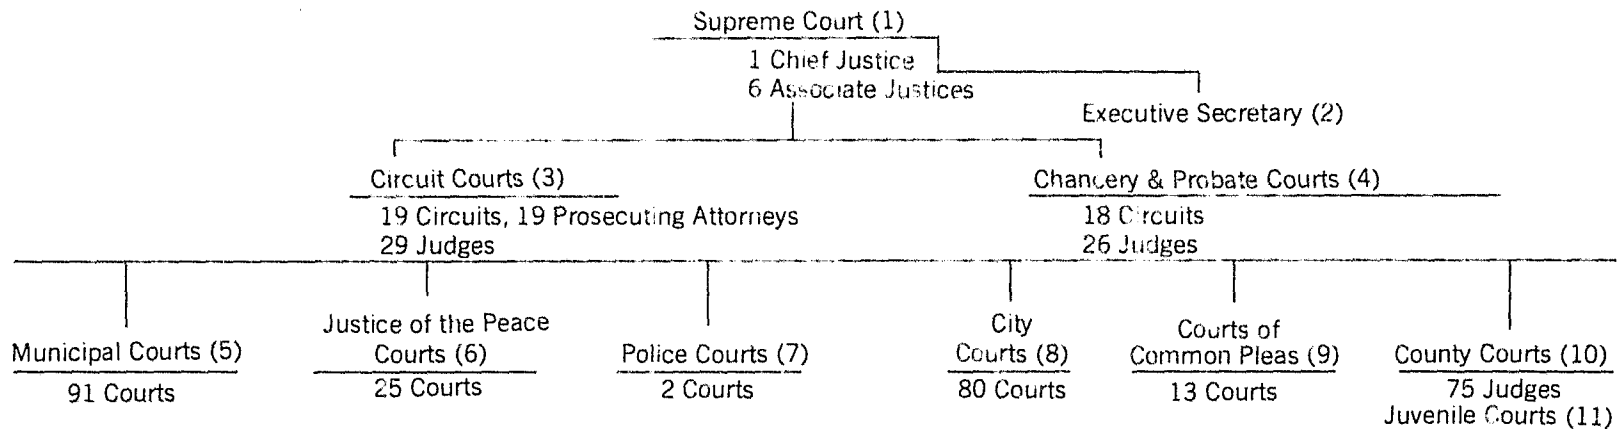 Supreme Court (1)
1 Chief Justice
6 Associate Justices
Executive Secretary (2)
Circuit Courts (3)
19 Circuits, 19 Prosecuting Attorneys
29 Judges
Chancery & Probate Courts (4)
18 Circuits
26 Judges
Municipal Courts (5)
91 Courts
Justice of the Peace
Courts (6)
25 Courts
Police Courts (7)
2 Courts
City
Courts (8)
80 Courts
Courts of
Common Pleas (9)
13 Courts
County Courts (10)
75 Judges
Juvenile Courts (11)